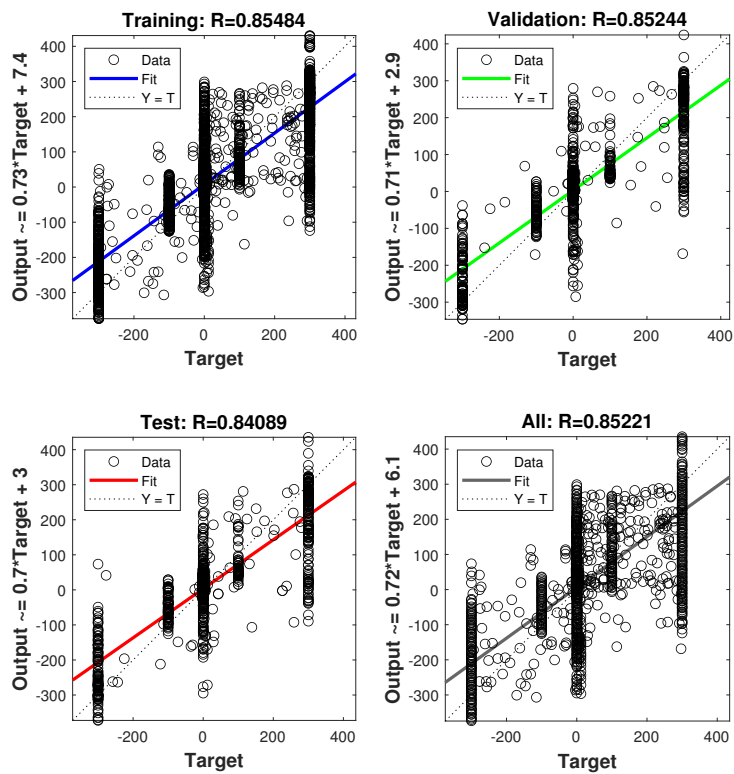 Training: R=0.85484
Output ~= 0.73*Target + 7.4
400
300
200
100
0
-100
-200
-300
Data
Fit
Y = T
-200
0
200
400
Target
Validation: R=0.85244
Output ~= 0.71*Target + 2.9
400
300
200
100
0
-100
-200
-300
Data
Fit
Y = T
-200
0
200
400
Target
Test: R=0.84089
Output ~= 0.7*Target + 3
400
300
200
100
0
-100
-200
-300
Data
Fit
Y = T
-200
0
200
400
Target
All: R=0.85221
Output ~= 0.72*Target + 6.1
400
300
200
100
0
-100
-200
-300
Data
Fit
Y = T
-200
0
200
400
Target